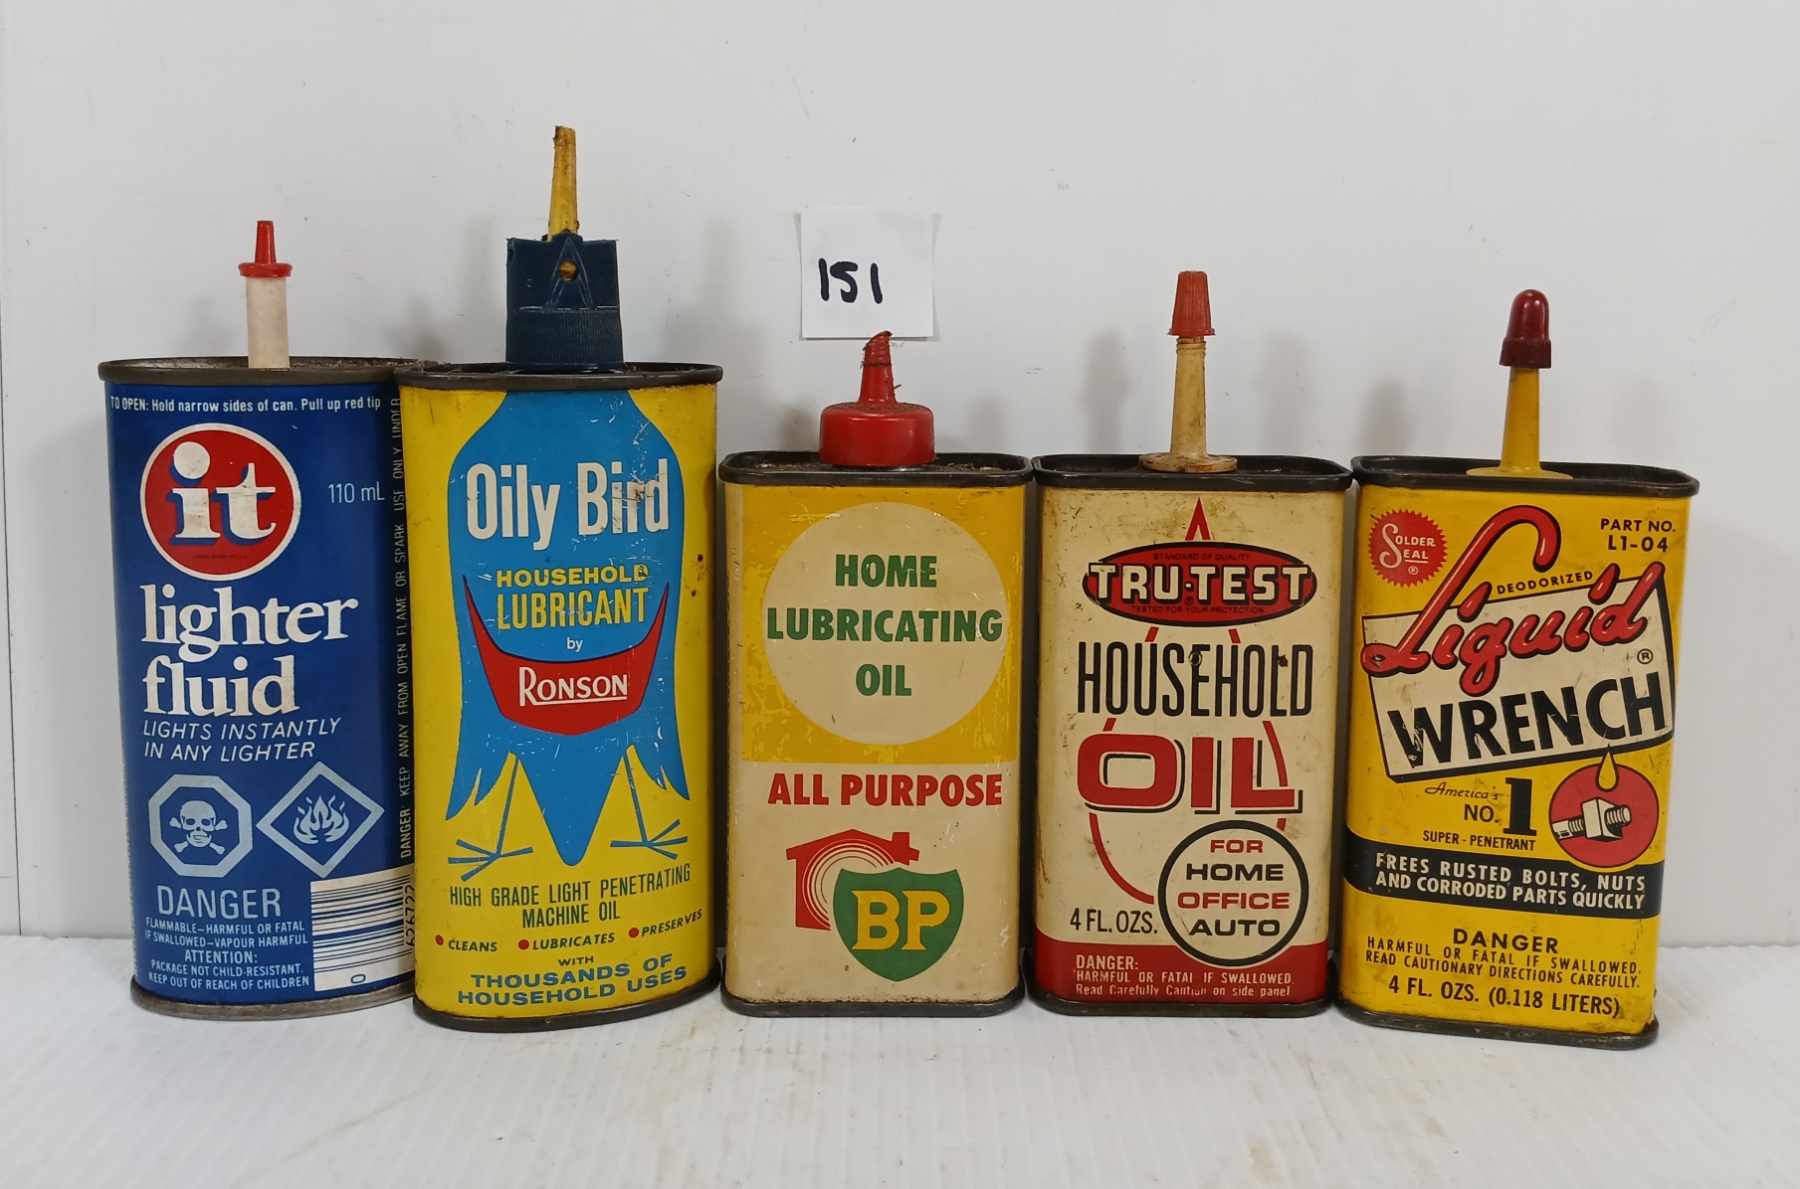 151
TO OPEN: Hold narrow sides of can. Pull up red tip
it
110 mL
lighter
fluid
LIGHTS INSTANTLY
IN ANY LIGHTER
DANGER
FLAMMABLE-HARMFUL OR FATAL
IF SWALLOWED-VAPOUR HARMFUL
ATTENTION:
PACKAGE NOT CHILD-RESISTANT.
KEEP OUT OF REACH OF CHILDREN
0
DANGER: KEEP AWAY FROM OPEN FLAME OR SPARK USE ONLY UNDER
Oily Bird
HOUSEHOLD
LUBRICANT
by
RONSON
HIGH GRADE LIGHT PENETRATING
MACHINE OIL
• CLEANS • LUBRICATES • PRESERVES
WITH
THOUSANDS OF
HOUSEHOLD USES
HOME
LUBRICATING
OIL
ALL PURPOSE
BP
STANDARD OF QUALITY
TRU·TEST
TESTED FOR YOUR PROTECTION
HOUSEHOLD
OIL
FOR
HOME
OFFICE
AUTO
4 FL. OZS.
DANGER:
HARMFUL OR FATAL IF SWALLOWED.
Read Carefully Caution on side panel
SOLDER
SEAL
®
PART NO.
L1-04
DEODORIZED
Liquid
®
WRENCH
America's
NO. 1
SUPER-PENETRANT
FREES RUSTED BOLTS, NUTS
AND CORRODED PARTS QUICKLY
DANGER
HARMFUL OR FATAL IF SWALLOWED.
READ CAUTIONARY DIRECTIONS CAREFULLY.
4 FL. OZS. (0.118 LITERS)